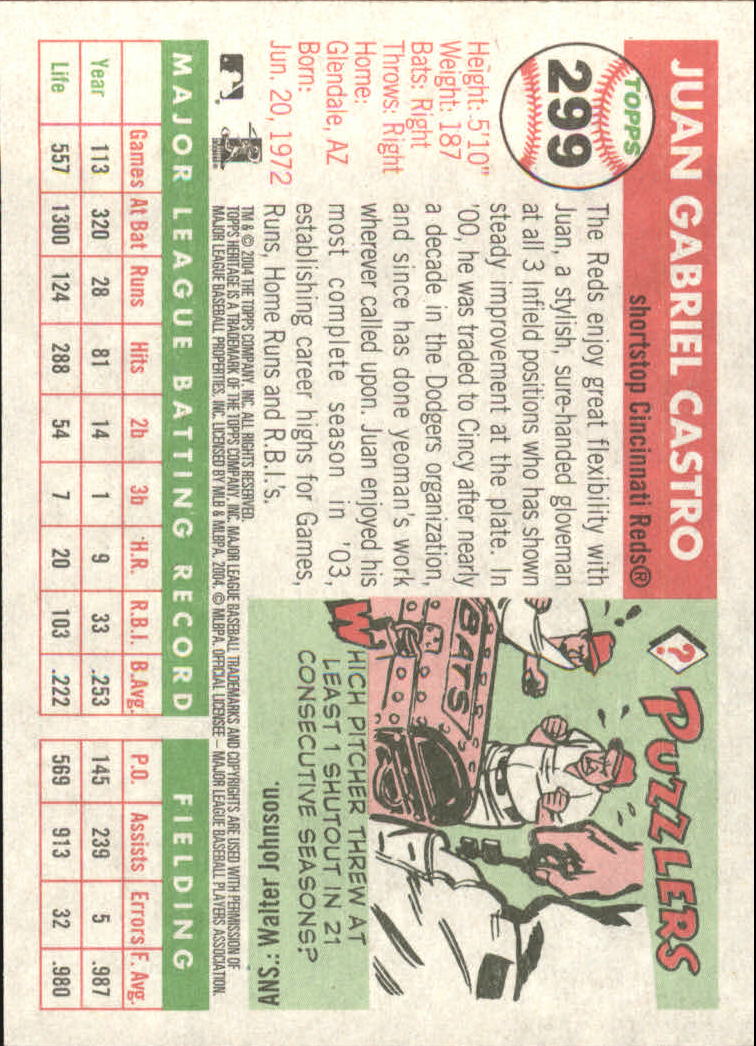 TOPPS
299
JUAN GABRIEL CASTRO
shortstop Cincinnati Reds®
Height: 5'10"
Weight: 187
Bats: Right
Throws: Right
Home:
Glendale, AZ
Born:
Jun. 20, 1972
The Reds enjoy great flexibility with
Juan, a stylish, sure-handed gloveman
at all 3 Infield positions who has shown
steady improvement at the plate. In
'00, he was traded to Cincy after nearly
a decade in the Dodgers organization,
and since has done yeoman's work
wherever called upon. Juan enjoyed his
most complete season in '03,
establishing career highs for Games,
Runs, Home Runs and R.B.I.'s.
? PUZZLERS
BATS
WHICH PITCHER THREW AT
LEAST 1 SHUTOUT IN 21
CONSECUTIVE SEASONS?
ANS.: Walter Johnson.
TM & © 2004 THE TOPPS COMPANY, INC. ALL RIGHTS RESERVED.
TOPPS HERITAGE IS A TRADEMARK OF THE TOPPS COMPANY, INC. MAJOR LEAGUE BASEBALL TRADEMARKS AND COPYRIGHTS ARE USED WITH PERMISSION OF
MAJOR LEAGUE BASEBALL PROPERTIES, INC. LICENSED BY MLB & MLBPA, 2004. © MLBPA. OFFICIAL LICENSEE – MAJOR LEAGUE BASEBALL PLAYERS ASSOCIATION.
MAJOR LEAGUE BATTING RECORD FIELDING
Games At Bat Runs Hits 2b 3b H.R. R.B.I. B.Avg. P.O. Assists Errors F. Avg.
Year 113 320 28 81 14 1 9 33 .253 145 239 5 .987
Life 557 1300 124 288 54 7 20 103 .222 569 913 32 .980